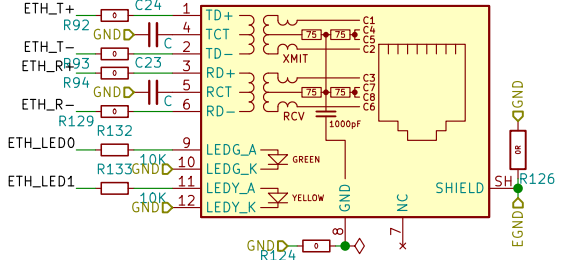 ETH_T+ R92 0 C24 1 TD+ C1
GND C 4 TCT 75 75 C4
C5
ETH_T- R93 0 2 TD- C2
XMIT
ETH_R+ R94 0 C23 3 RD+ C3
GND C 5 RCT 75 75 C7
C8
ETH_R- R129 0 6 RD- C6
RCV
1000pF
ETH_LED0 R132 10K 9 LEDG_A
GND 10 LEDG_K GREEN
ETH_LED1 R133 10K 11 LEDY_A
GND 12 LEDY_K YELLOW
GND R124 0 8 GND
7 NC
SHIELD SH
GND
0R
R126
EGND